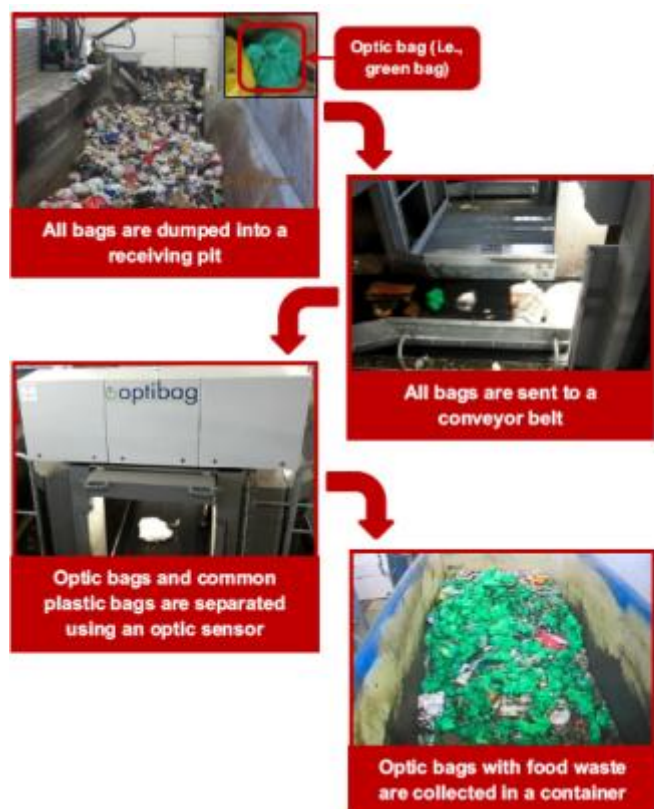 Optic bag (i.e.,
green bag)
All bags are dumped into a
receiving pit
All bags are sent to a
conveyor belt
optibag
Optic bags and common
plastic bags are separated
using an optic sensor
Optic bags with food waste
are collected in a container